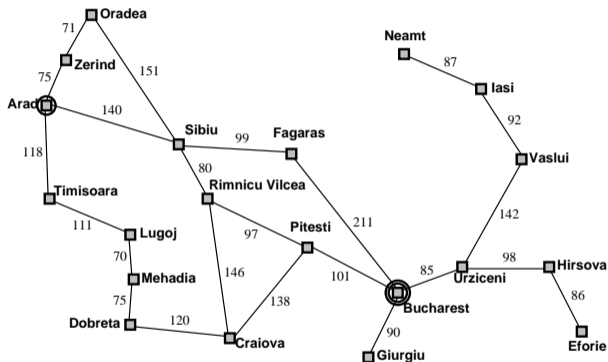 Oradea
71
Neamt
Zerind
87
75
151
Iasi
Arad
140
92
Sibiu
99
Fagaras
118
80
Vaslui
Timisoara
Rimnicu Vilcea
111
211
142
Lugoj
97
Pitesti
70
98
Hirsova
Mehadia
146
101
85
Urziceni
75
138
86
Bucharest
Dobreta
120
90
Craiova
Eforie
Giurgiu